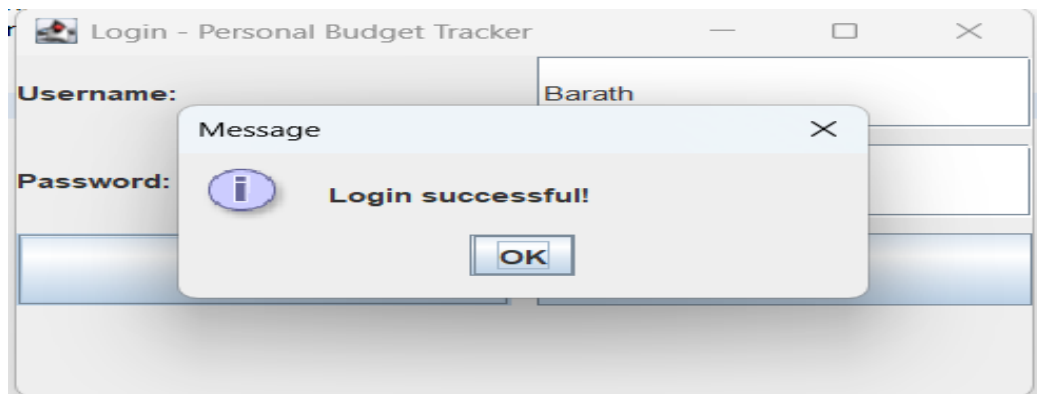 Login - Personal Budget Tracker
Username:
Barath
Message
Password:
Login successful!
OK